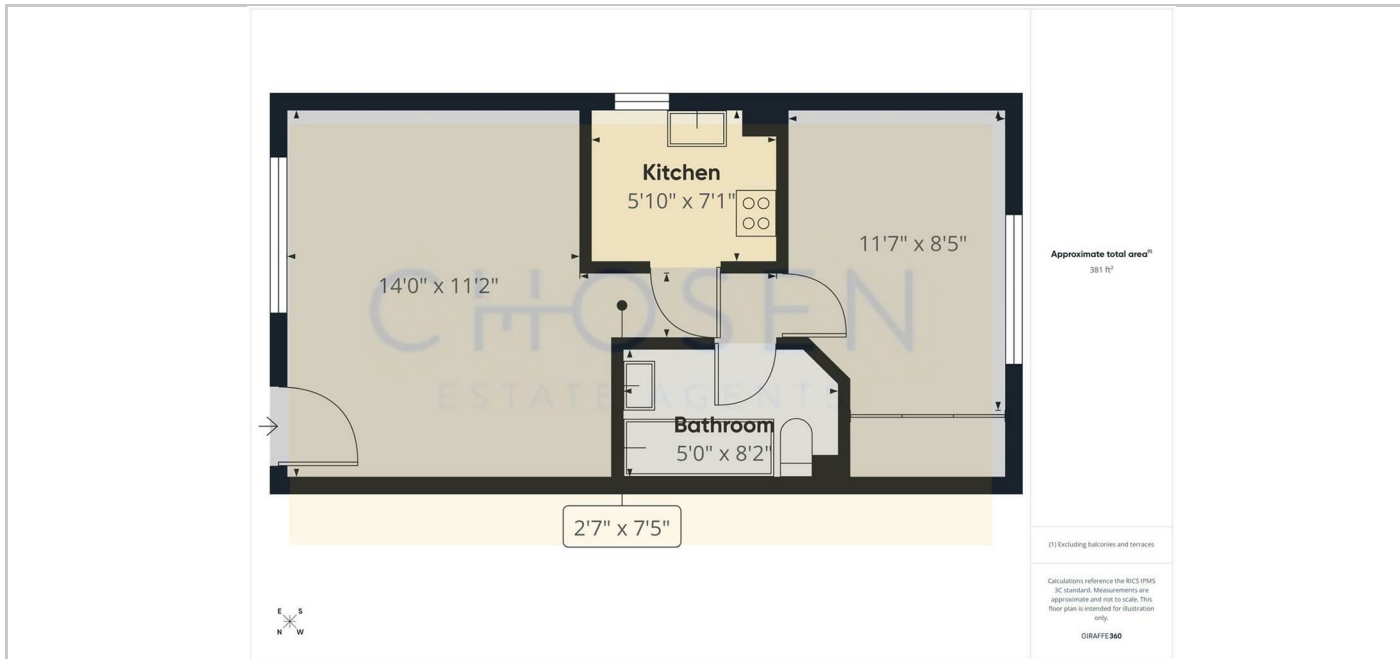 Kitchen
5'10" x 7'1"
14'0" x 11'2"
11'7" x 8'5"
CHOSEN
ESTATE AGENTS
Bathroom
5'0" x 8'2"
2'7" x 7'5"
E S
N W
Approximate total area⁽¹⁾
381 ft²
(1) Excluding balconies and terraces
Calculations reference the RICS IPMS
3C standard. Measurements are
approximate and not to scale. This
floor plan is intended for illustration
only.
GIRAFFE360